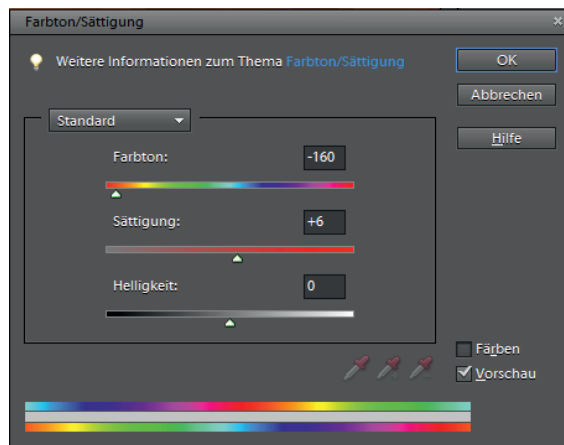 Farbton/Sättigung
Weitere Informationen zum Thema Farbton/Sättigung
OK
Abbrechen
Hilfe
Standard
Farbton: -160
Sättigung: +6
Helligkeit: 0
Färben
Vorschau